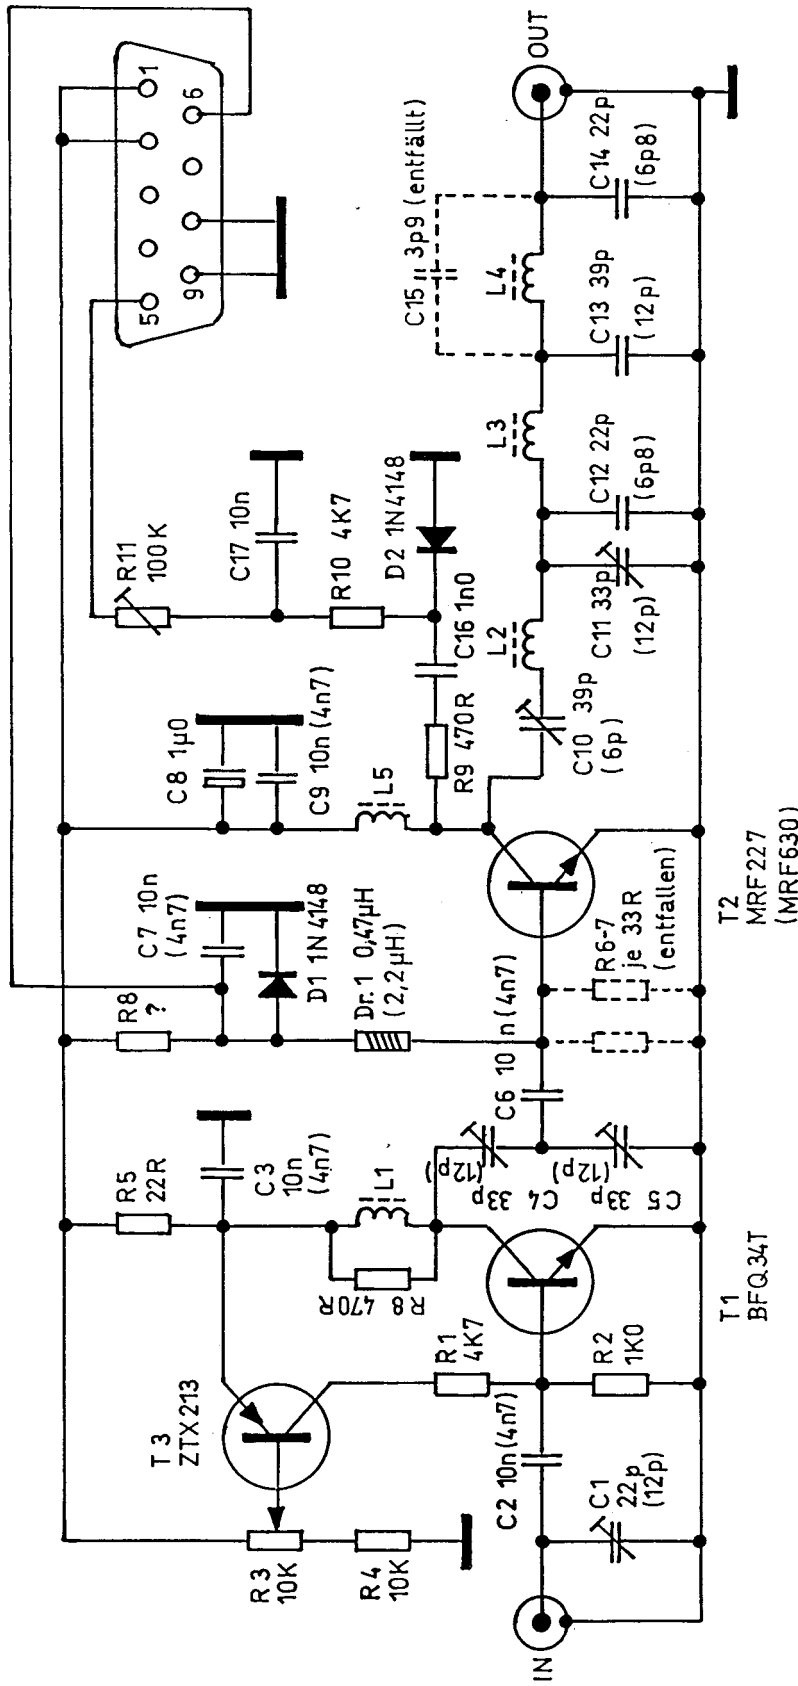 IN
C1
22p
(12p)
C2 10n(4n7)
R3
10K
R4
10K
T3
ZTX213
R1
4K7
R2
1K0
T1
BFQ34T
R5
22R
C3
10n
(4n7)
L1
R8 470R
C4
33p
(12p)
C5
33p
(12p)
C6 10n(4n7)
R8
?
C7 10n
(4n7)
D1 1N4148
Dr.1 0,47µH
(2,2µH)
R6-7
je 33R
(entfallen)
T2
MRF227
(MRF630)
C8 1µ0
C9 10n(4n7)
L5
R9 470R
C16 1n0
C10 39p
(6p)
L2
C11 33p
(12p)
R11
100K
C17 10n
R10 4K7
D2 1N4148
C12 22p
(6p8)
L3
C13 39p
(12p)
L4
C15 3p9 (entfällt)
C14 22p
(6p8)
OUT
5
1
9
6